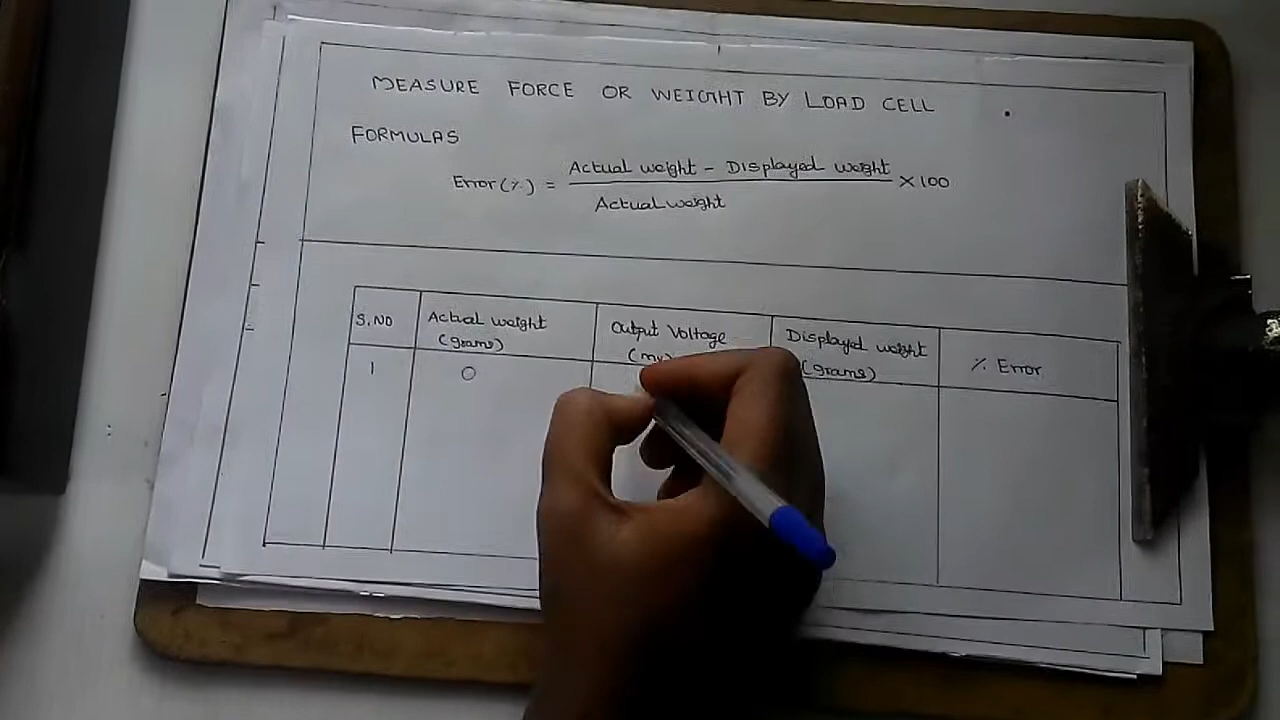 MEASURE FORCE OR WEIGHT BY LOAD CELL
FORMULAS
Error (%) = Actual weight - Displayed weight × 100
Actual weight
S.NO Actual weight (grams) Output Voltage (mv) Displayed weight (grams) % Error
1 0